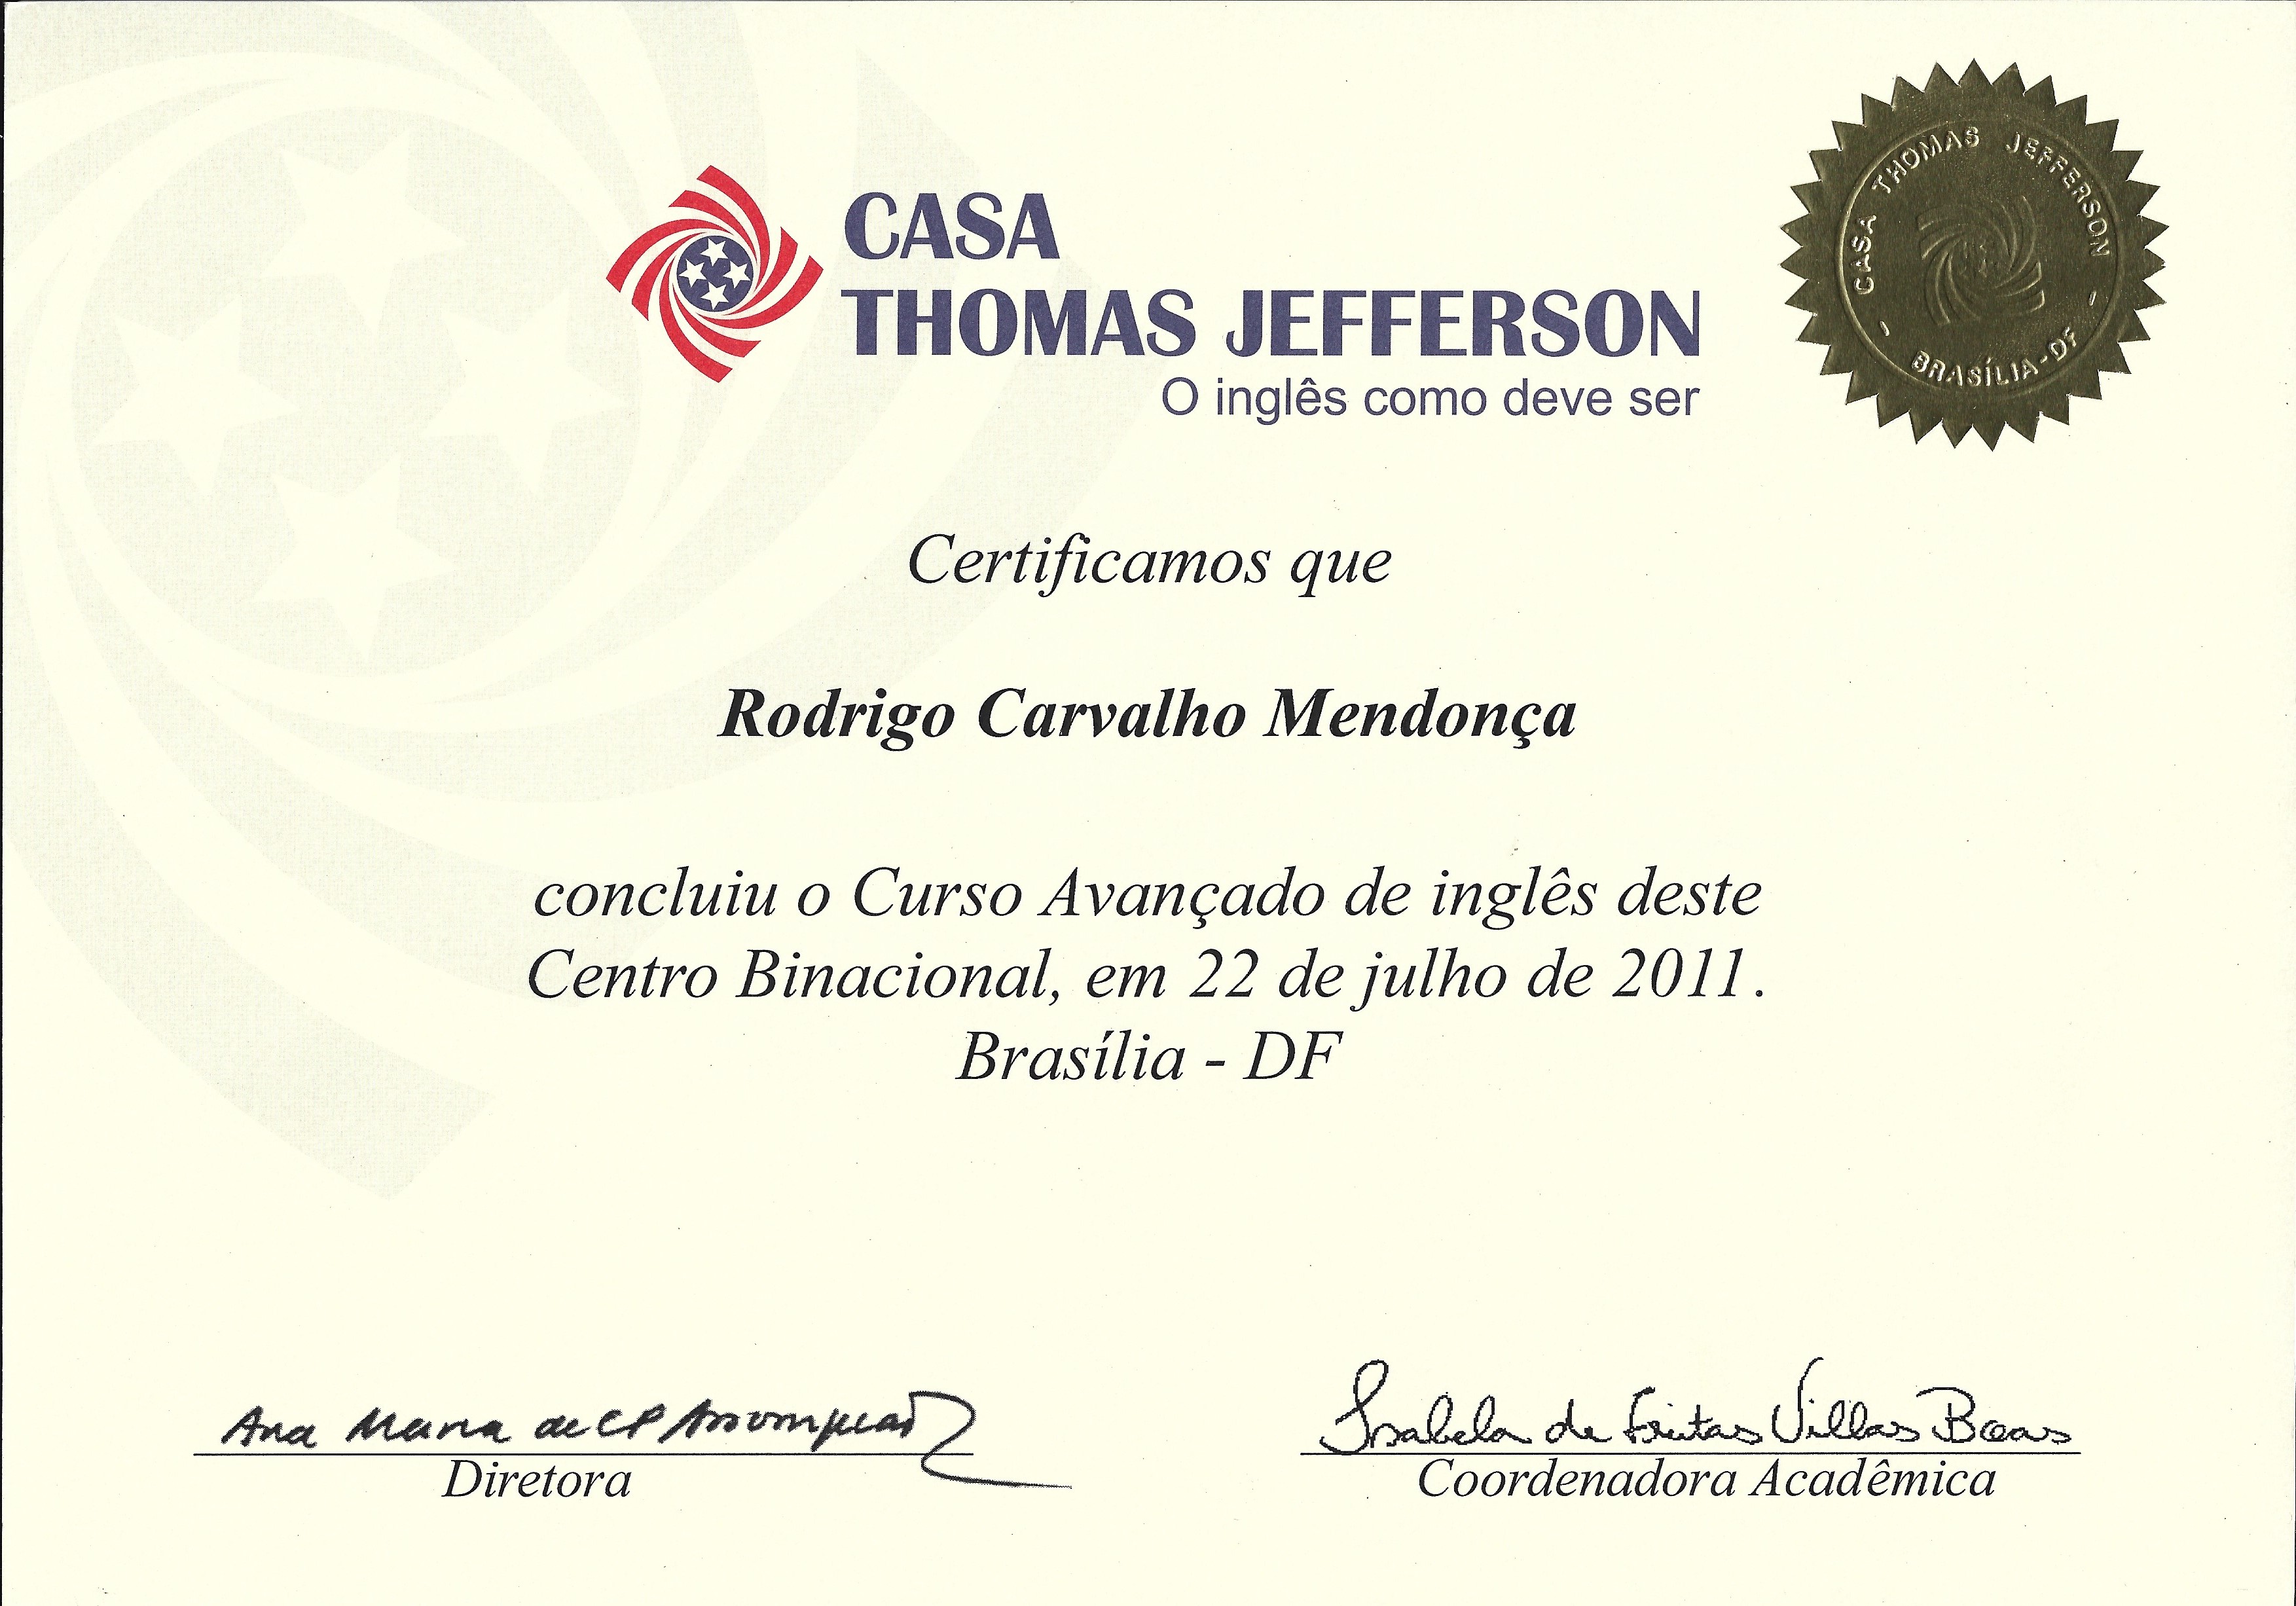 CASA
THOMAS JEFFERSON
O inglês como deve ser
CASA THOMAS JEFFERSON
- BRASÍLIA-DF -
Certificamos que
Rodrigo Carvalho Mendonça
concluiu o Curso Avançado de inglês deste
Centro Binacional, em 22 de julho de 2011.
Brasília - DF
Ana Maria de CP Assumpção
Diretora
Isabela de Freitas Villas Boas
Coordenadora Acadêmica